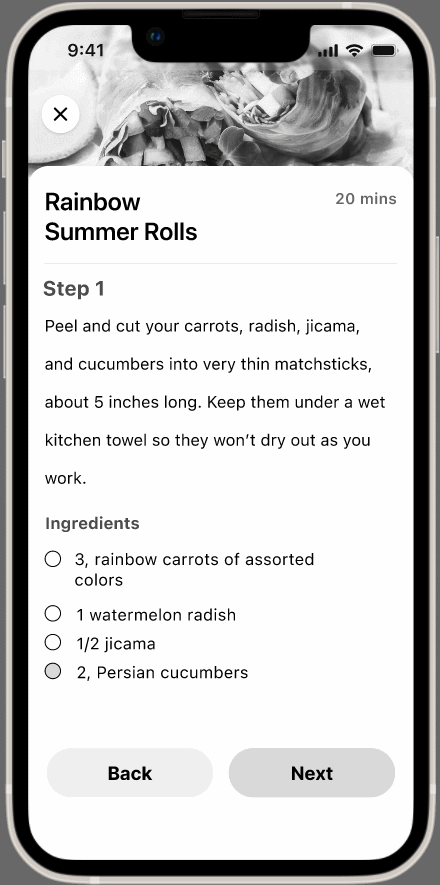 9:41
Rainbow
Summer Rolls
20 mins
Step 1
Peel and cut your carrots, radish, jicama,
and cucumbers into very thin matchsticks,
about 5 inches long. Keep them under a wet
kitchen towel so they won’t dry out as you
work.
Ingredients
3, rainbow carrots of assorted
colors
1 watermelon radish
1/2 jicama
2, Persian cucumbers
Back
Next